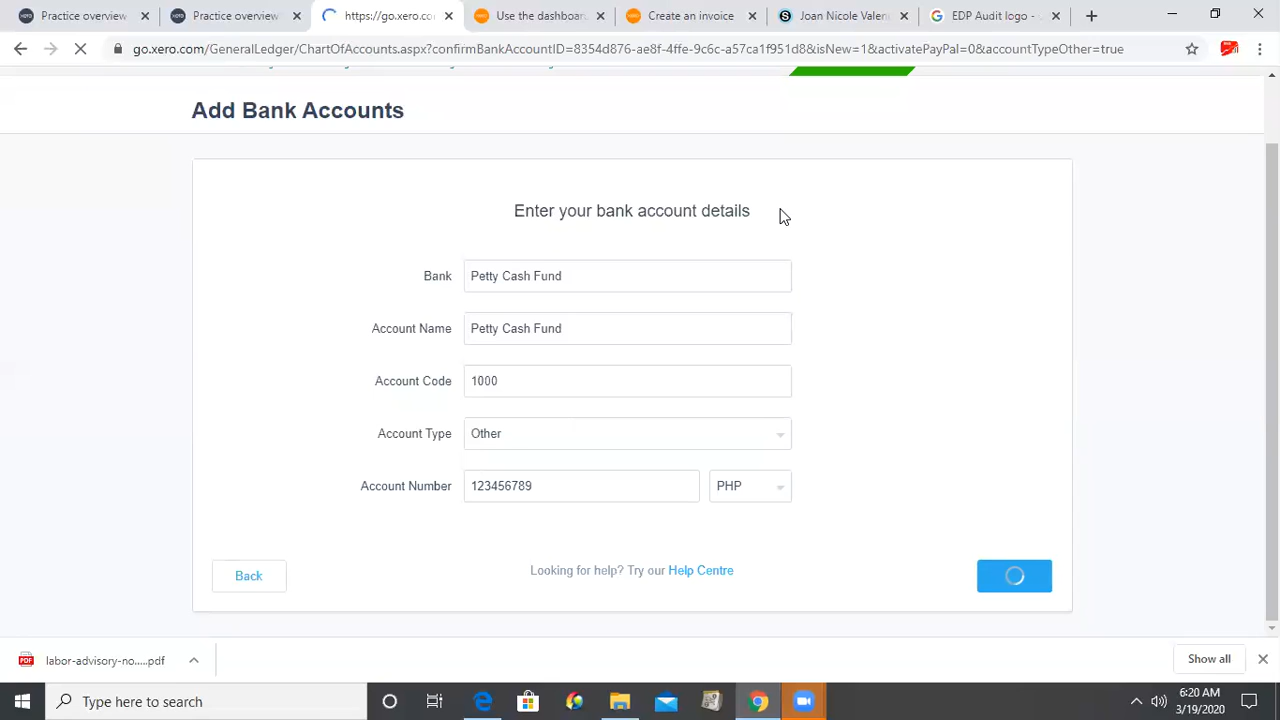 Practice overview
Practice overview
https://go.xero.co
Use the dashboar
Create an invoice
Joan Nicole Valen
EDP Audit logo -
go.xero.com/GeneralLedger/ChartOfAccounts.aspx?confirmBankAccountID=8354d876-ae8f-4ffe-9c6c-a57ca1f951d8&isNew=1&activatePayPal=0&accountTypeOther=true
Add Bank Accounts
Enter your bank account details
Bank Petty Cash Fund
Account Name Petty Cash Fund
Account Code 1000
Account Type Other
Account Number 123456789 PHP
Back
Looking for help? Try our Help Centre
labor-advisory-no.....pdf
Show all
Type here to search
6:20 AM
3/19/2020